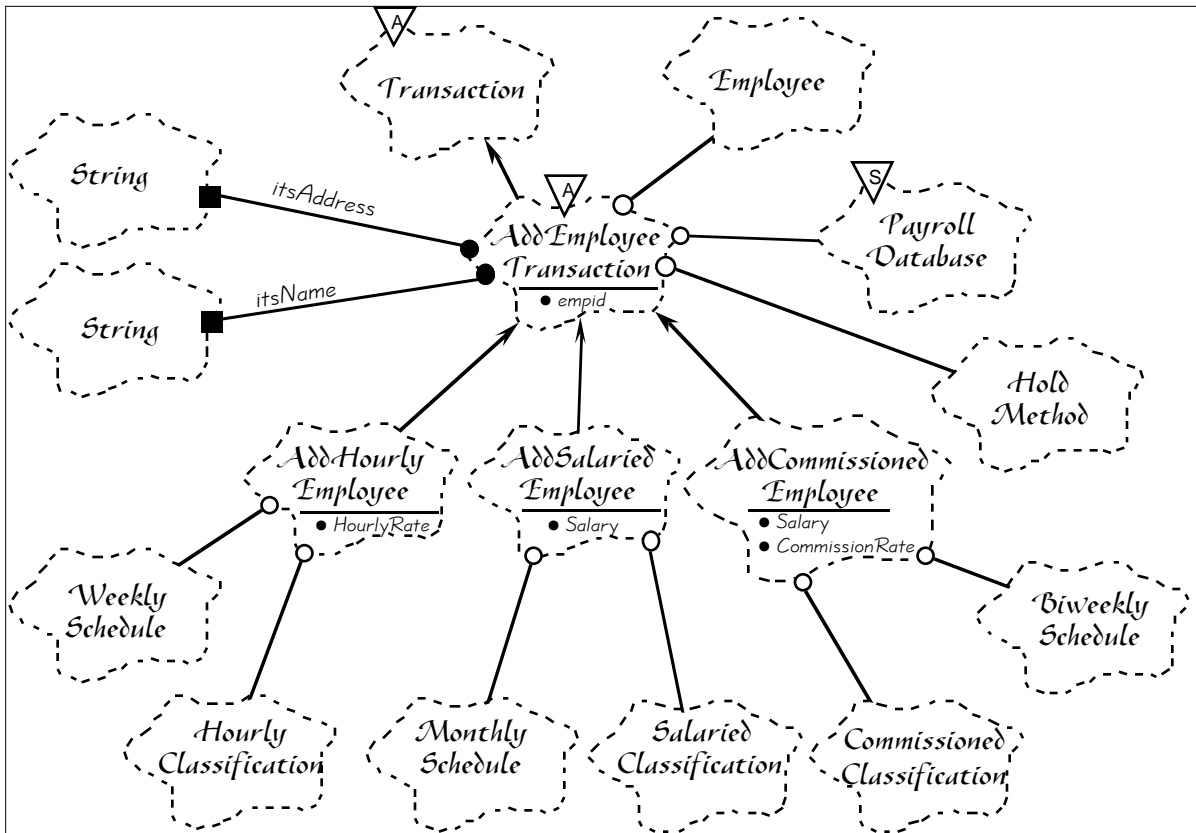 A
Transaction
Employee
String
itsAddress
A
S
AddEmployee
Transaction
empid
Payroll
Database
String
itsName
Hold
Method
AddHourly
Employee
HourlyRate
AddSalaried
Employee
Salary
AddCommissioned
Employee
Salary
CommissionRate
Weekly
Schedule
Biweekly
Schedule
Hourly
Classification
Monthly
Schedule
Salaried
Classification
Commissioned
Classification